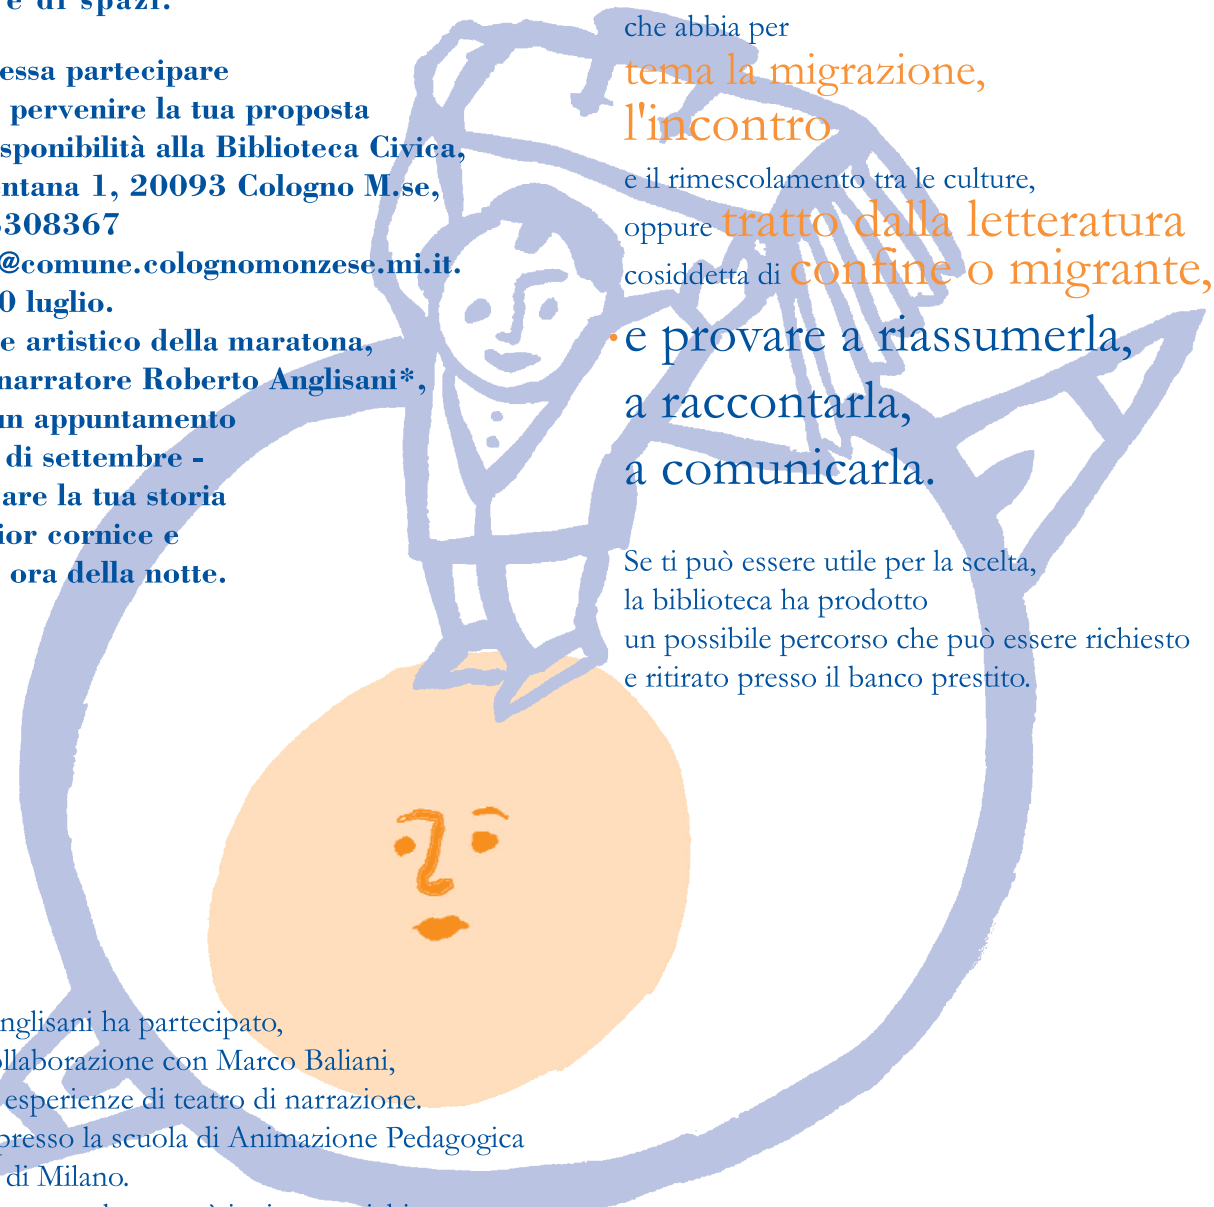 e di spazi.
essa partecipare
pervenire la tua proposta
sponibilità alla Biblioteca Civica,
ntana 1, 20093 Cologno M.se,
308367
@comune.colognomonzese.mi.it.
0 luglio.
e artistico della maratona,
narratore Roberto Anglisani*,
un appuntamento
di settembre -
are la tua storia
ior cornice e
ora della notte.
nglisani ha partecipato,
ollaborazione con Marco Baliani,
esperienze di teatro di narrazione.
presso la scuola di Animazione Pedagogica
di Milano.
che abbia per
tema la migrazione,
l'incontro
e il rimescolamento tra le culture,
oppure tratto dalla letteratura
cosiddetta di confine o migrante,
e provare a riassumerla,
a raccontarla,
a comunicarla.
Se ti può essere utile per la scelta,
la biblioteca ha prodotto
un possibile percorso che può essere richiesto
e ritirato presso il banco prestito.